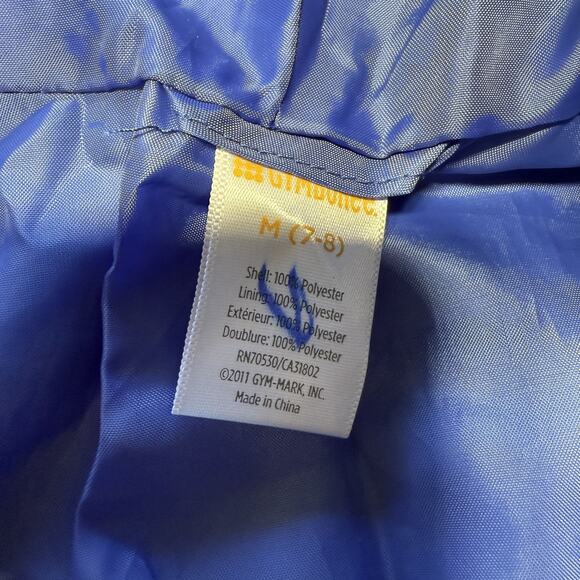 GYMBOREE.
M (7-8)
Shell: 100% Polyester
Lining: 100% Polyester
Extérieur: 100% Polyester
Doublure: 100% Polyester
RN70530/CA31802
©2011 GYM-MARK, INC.
Made in China